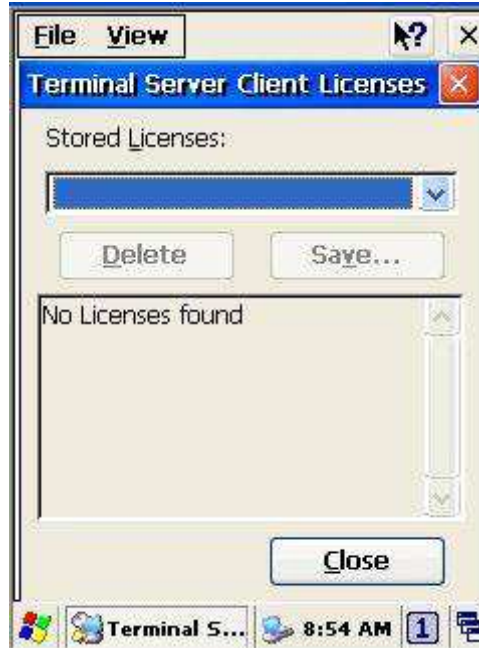 File View
Terminal Server Client Licenses
Stored Licenses:
Delete Save...
No Licenses found
Close
Terminal S... 8:54 AM 1